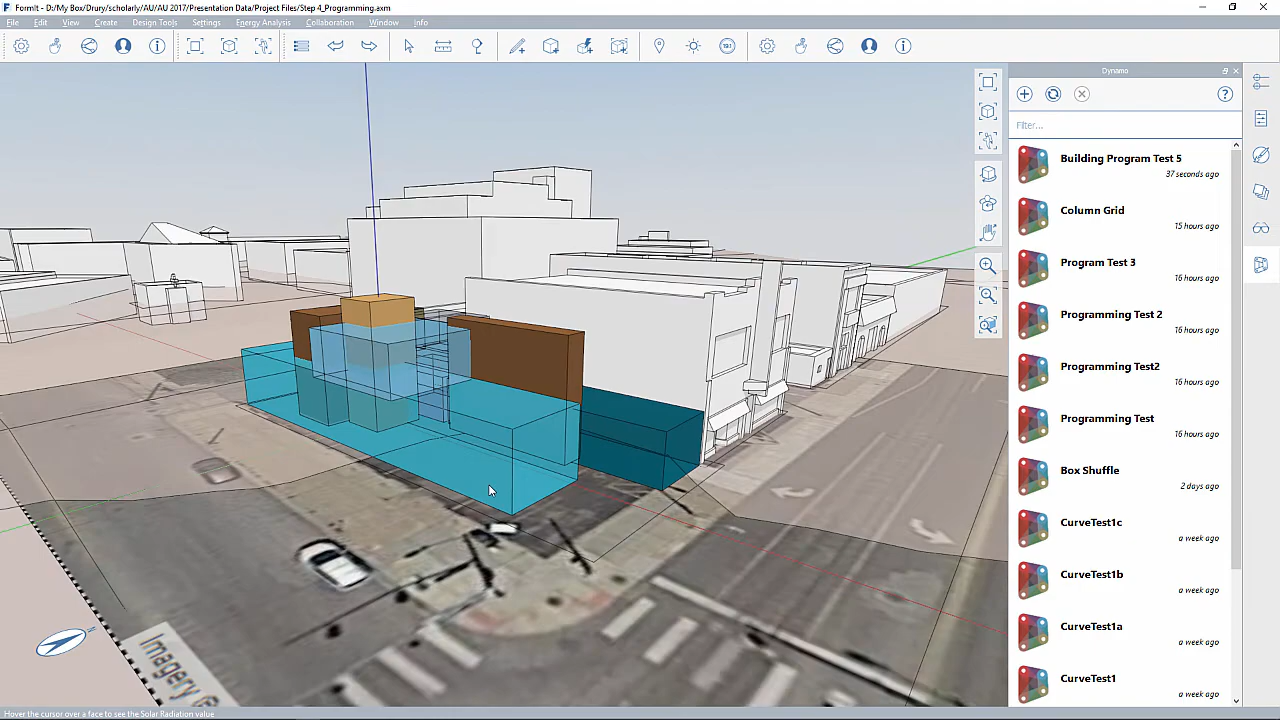 FormIt - D:/My Box/Drury/scholarly/AU/AU 2017/Presentation Data/Project Files/Step 4_Programming.axm
File Edit View Create Design Tools Settings Energy Analysis Collaboration Window Info
Dynamo
Filter...
Building Program Test 5
37 seconds ago
Column Grid
15 hours ago
Program Test 3
16 hours ago
Programming Test 2
16 hours ago
Programming Test2
16 hours ago
Programming Test
16 hours ago
Box Shuffle
2 days ago
CurveTest1c
a week ago
CurveTest1b
a week ago
CurveTest1a
a week ago
CurveTest1
a week ago
Imagery
Hover the cursor over a face to see the Solar Radiation value